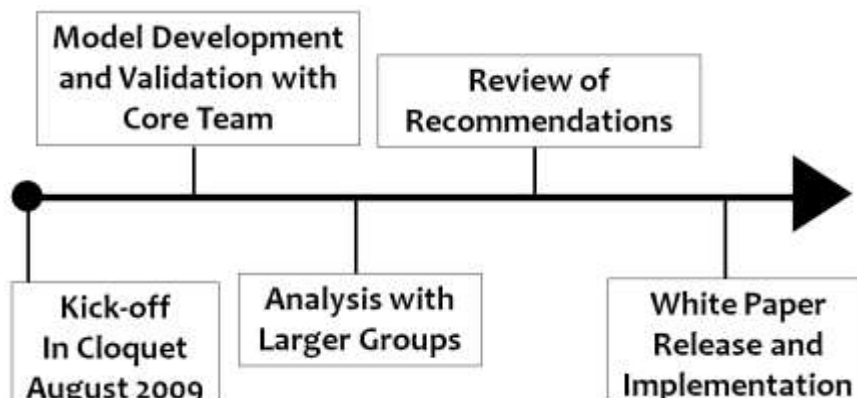 Model Development
and Validation with
Core Team
Review of
Recommendations
Kick-off
In Cloquet
August 2009
Analysis with
Larger Groups
White Paper
Release and
Implementation